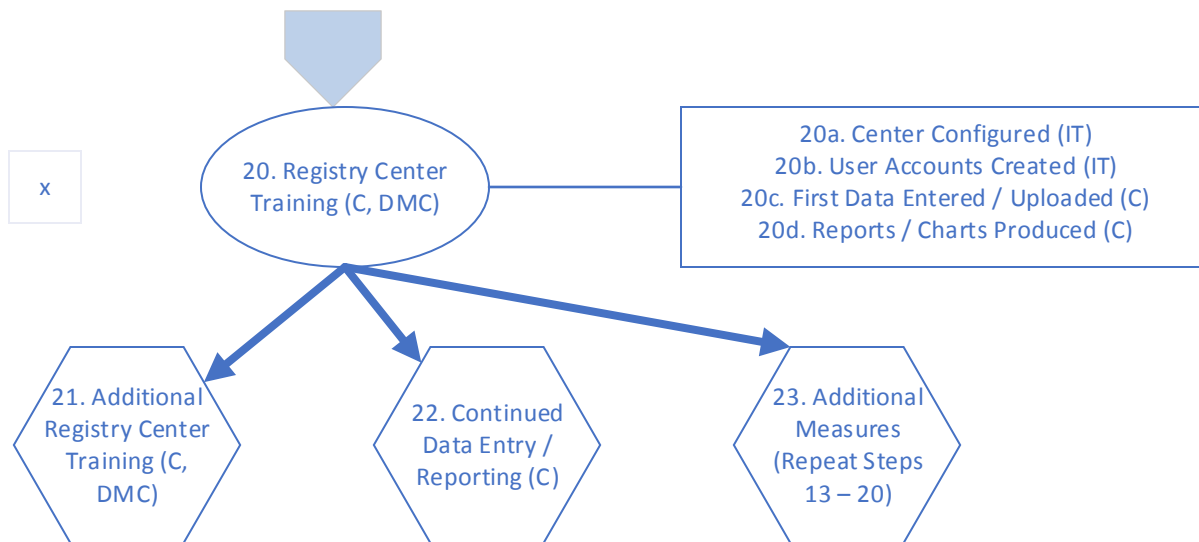 20. Registry Center
Training (C, DMC)
20a. Center Configured (IT)
20b. User Accounts Created (IT)
20c. First Data Entered / Uploaded (C)
20d. Reports / Charts Produced (C)
x
21. Additional
Registry Center
Training (C,
DMC)
22. Continued
Data Entry /
Reporting (C)
23. Additional
Measures
(Repeat Steps
13 – 20)